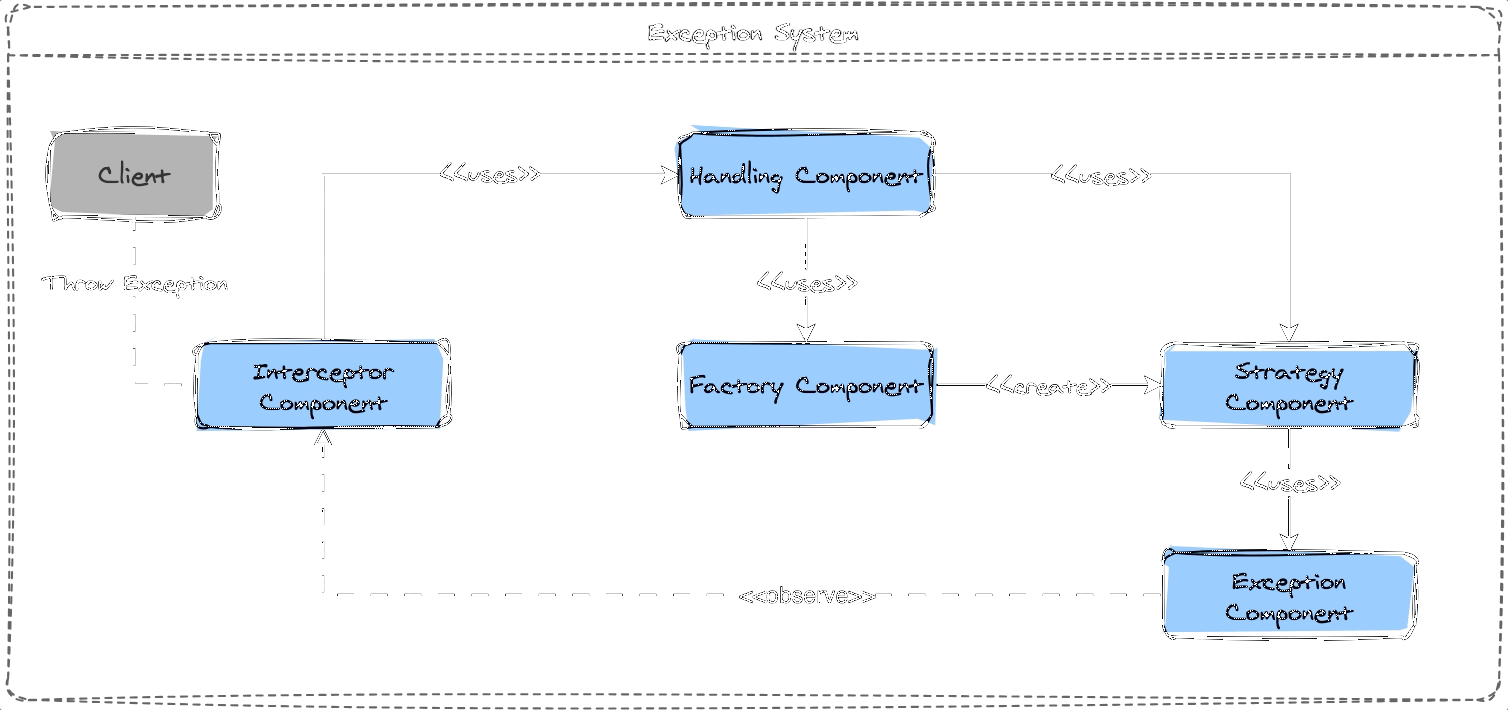 Exception System
Client
<<uses>>
Handling Component
<<uses>>
Throw Exception
<<uses>>
Interceptor
Component
Factory Component
<<create>>
Strategy
Component
<<uses>>
<<observe>>
Exception
Component